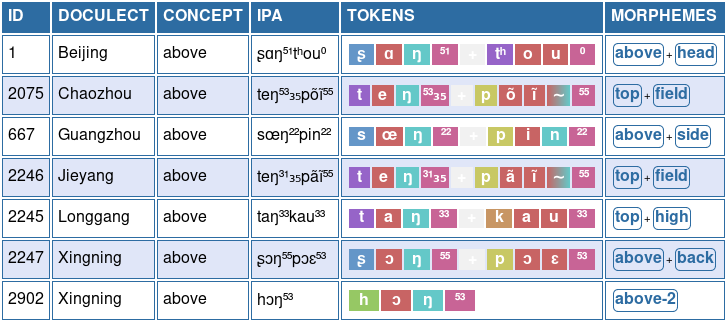 ID DOCULECT CONCEPT IPA TOKENS MORPHEMES
1 Beijing above ʂɑŋ⁵¹tʰou⁰ ʂ ɑ ŋ ⁵¹ + tʰ o u ⁰ above + head
2075 Chaozhou above teŋ⁵³₃₅põĩ⁵⁵ t e ŋ ⁵³₃₅ + p õ ĩ ~ ⁵⁵ top + field
667 Guangzhou above sœŋ²²pin²² s œ ŋ ²² + p i n ²² above + side
2246 Jieyang above teŋ³¹₃₅pãĩ⁵⁵ t e ŋ ³¹₃₅ + p ã ĩ ~ ⁵⁵ top + field
2245 Longgang above taŋ³³kau³³ t a ŋ ³³ + k a u ³³ top + high
2247 Xingning above ʂɔŋ⁵⁵pɔɛ⁵³ ʂ ɔ ŋ ⁵⁵ + p ɔ ɛ ⁵³ above + back
2902 Xingning above hɔŋ⁵³ h ɔ ŋ ⁵³ above-2